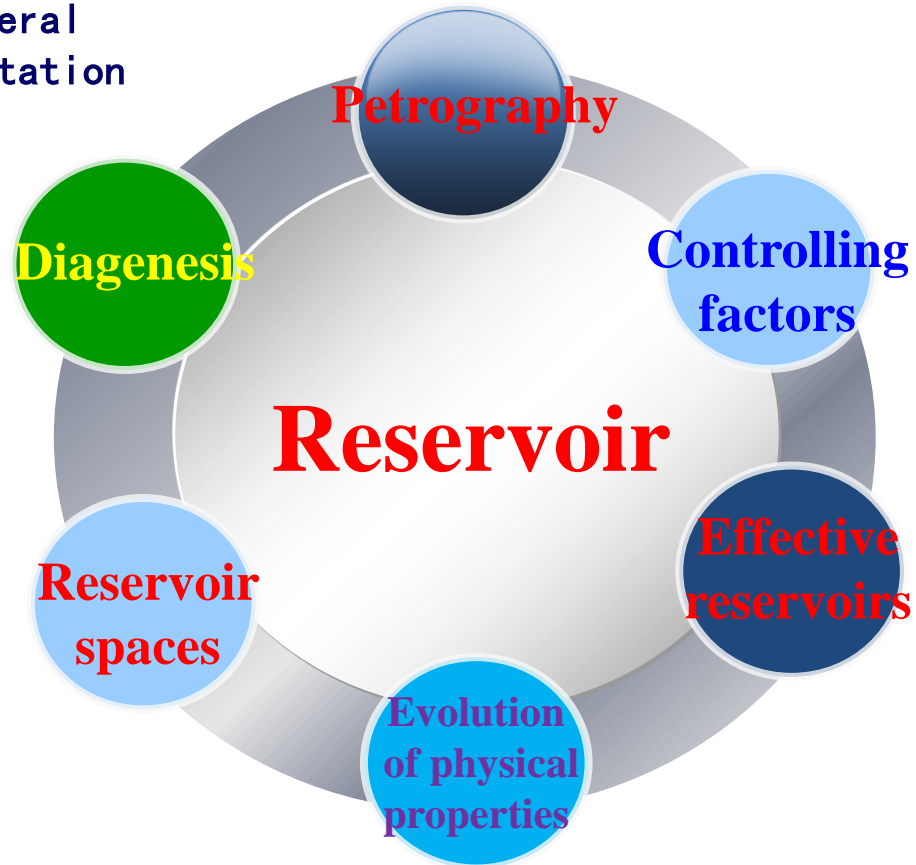 eral
tation
Petrography
Diagenesis
Controlling
factors
Reservoir
Effective
reservoirs
Reservoir
spaces
Evolution
of physical
properties